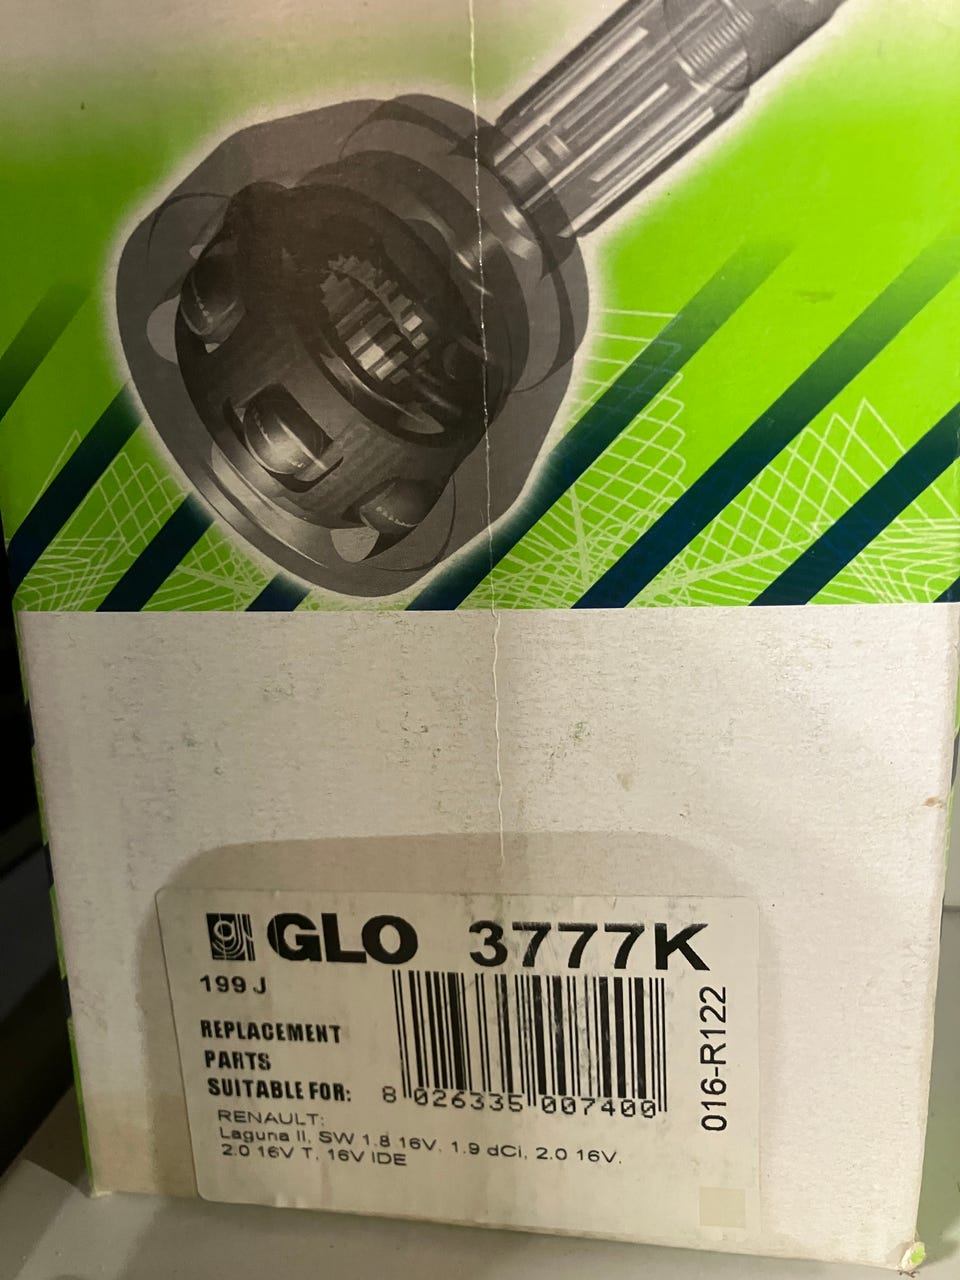 GLO 3777K
199 J
REPLACEMENT
PARTS
SUITABLE FOR:
8 026335 007400
016-R122
RENAULT:
Laguna II, SW 1.8 16V, 1.9 dCi, 2.0 16V,
2.0 16V T, 16V IDE